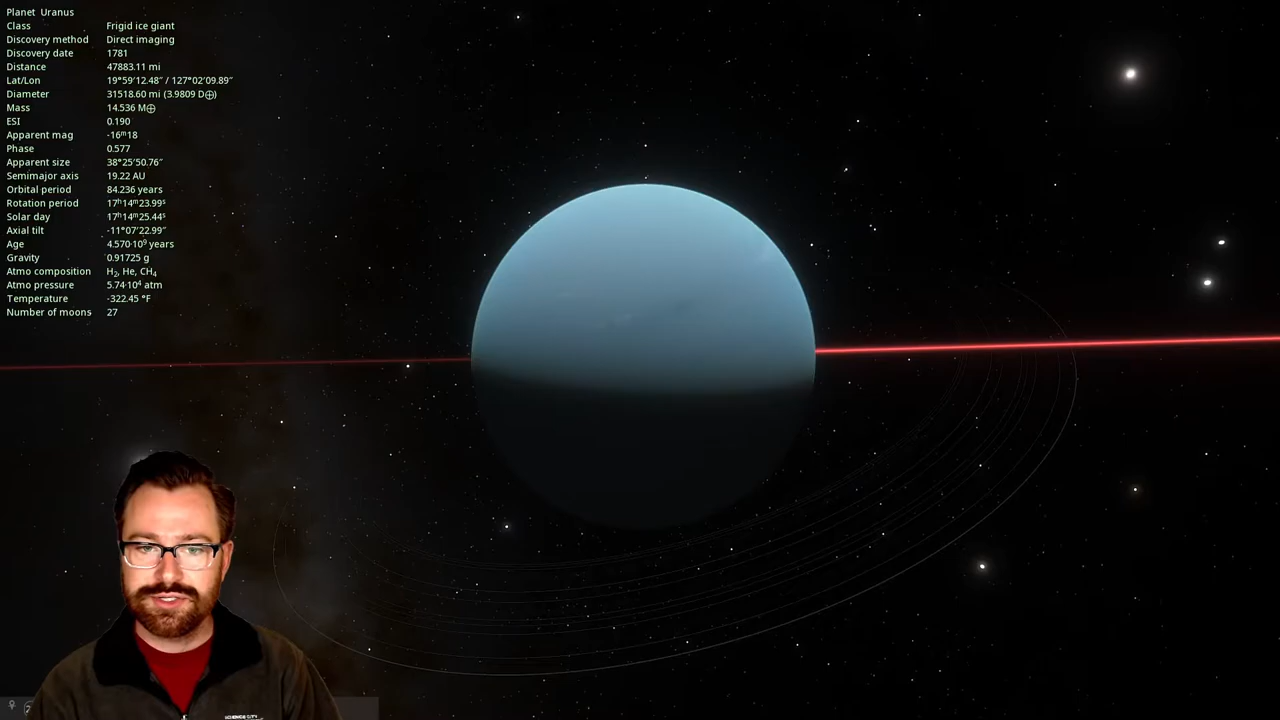 Planet Uranus
Class Frigid ice giant
Discovery method Direct imaging
Discovery date 1781
Distance 47883.11 mi
Lat/Lon 19°59′12.48″ / 127°02′09.89″
Diameter 31518.60 mi (3.9809 D⊕)
Mass 14.536 M⊕
ESI 0.190
Apparent mag -16ᵐ18
Phase 0.577
Apparent size 38°25′50.76″
Semimajor axis 19.22 AU
Orbital period 84.236 years
Rotation period 17ʰ14ᵐ23.99ˢ
Solar day 17ʰ14ᵐ25.44ˢ
Axial tilt -11°07′22.99″
Age 4.570·10⁹ years
Gravity 0.91725 g
Atmo composition H₂, He, CH₄
Atmo pressure 5.74·10⁴ atm
Temperature -322.45 °F
Number of moons 27
SCIENCE CITY